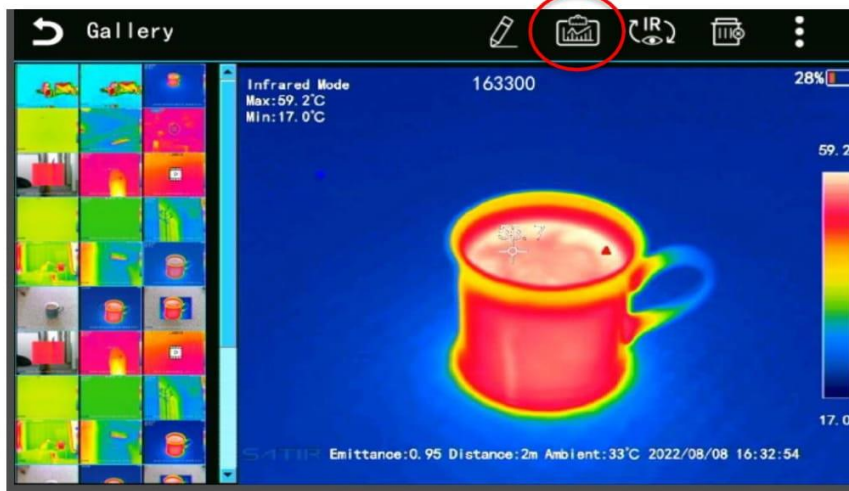 Gallery
IR
Infrared Mode
163300
28%
Max:59.2℃
Min:17.0℃
59.2
17.0
SATIR
Emittance:0.95 Distance:2m Ambient:33℃ 2022/08/08 16:32:54